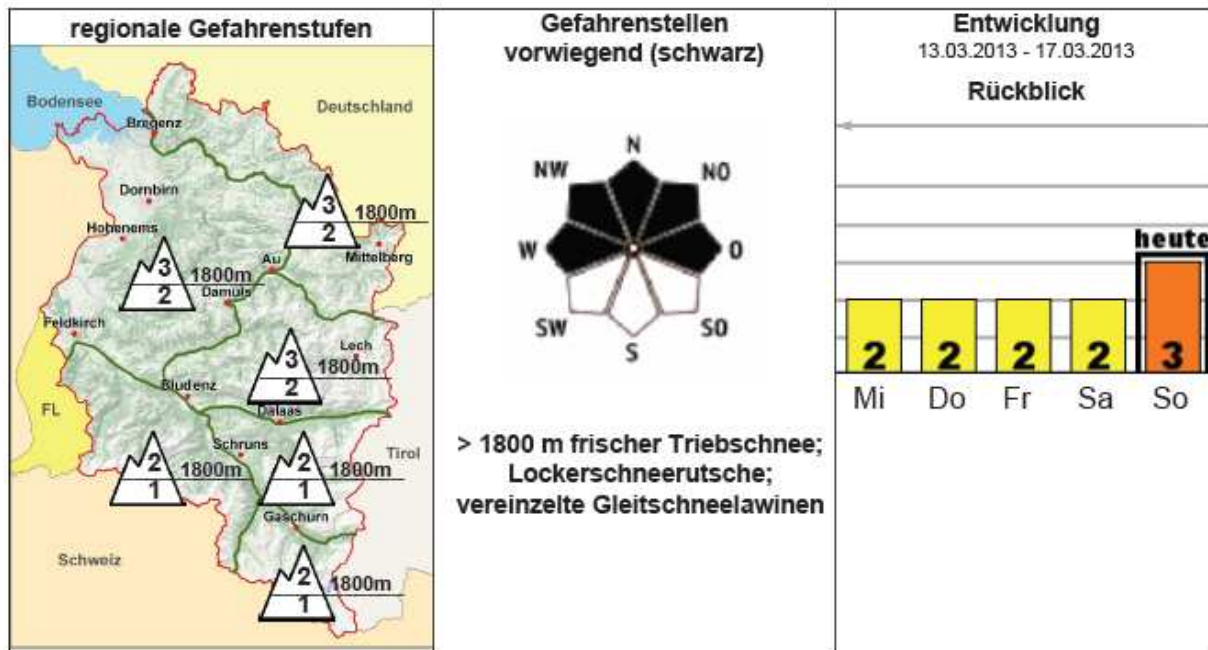 regionale Gefahrenstufen
Bodensee
Deutschland
Bregenz
Dornbirn
3
1800m
2
Hohenems
Mittelberg
3
1800m
2
Au
Damüls
Feldkirch
3
Lech
1800m
2
Bludenz
FL
Dalaas
Schruns
Tirol
2
1800m
1
2
1800m
1
Gaschurn
Schweiz
2
1800m
1
Gefahrenstellen
vorwiegend (schwarz)
N
NW
NO
W
O
SW
SO
S
> 1800 m frischer Triebschnee;
Lockerschneerutsche;
vereinzelte Gleitschneelawinen
Entwicklung
13.03.2013 - 17.03.2013
Rückblick
heute
2 2 2 2 3
Mi Do Fr Sa So